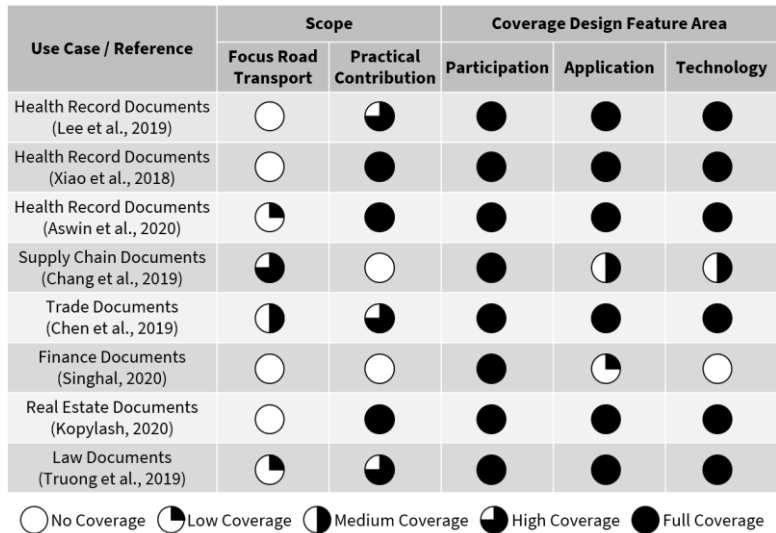 Use Case / Reference
Scope
Coverage Design Feature Area
Focus Road
Transport
Practical
Contribution
Participation
Application
Technology
Health Record Documents
(Lee et al., 2019)
Health Record Documents
(Xiao et al., 2018)
Health Record Documents
(Aswin et al., 2020)
Supply Chain Documents
(Chang et al., 2019)
Trade Documents
(Chen et al., 2019)
Finance Documents
(Singhal, 2020)
Real Estate Documents
(Kopylash, 2020)
Law Documents
(Truong et al., 2019)
No Coverage Low Coverage Medium Coverage High Coverage Full Coverage